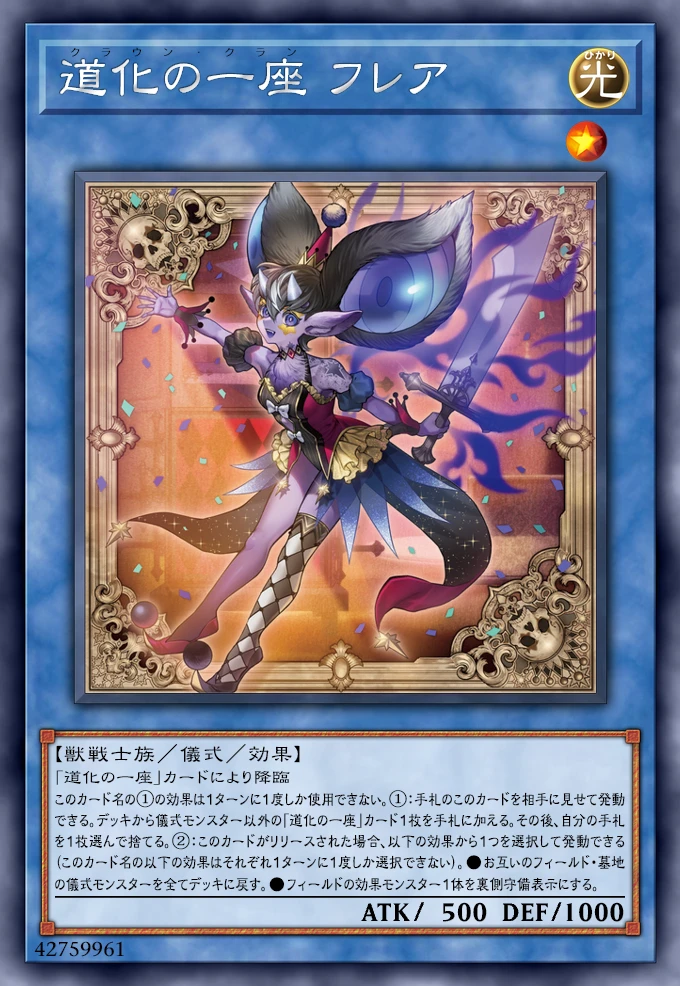 クラウン・クラン
道化の一座 フレア
ひかり
光
【獣戦士族/儀式/効果】
「道化の一座」カードにより降臨
このカード名の①の効果は1ターンに1度しか使用できない。①:手札のこのカードを相手に見せて発動
できる。デッキから儀式モンスター以外の「道化の一座」カード1枚を手札に加える。その後、自分の手札
を1枚選んで捨てる。②:このカードがリリースされた場合、以下の効果から1つを選択して発動できる
(このカード名の以下の効果はそれぞれ1ターンに1度しか選択できない)。●お互いのフィールド・墓地
の儀式モンスターを全てデッキに戻す。●フィールドの効果モンスター1体を裏側守備表示にする。
ATK/ 500 DEF/1000
42759961